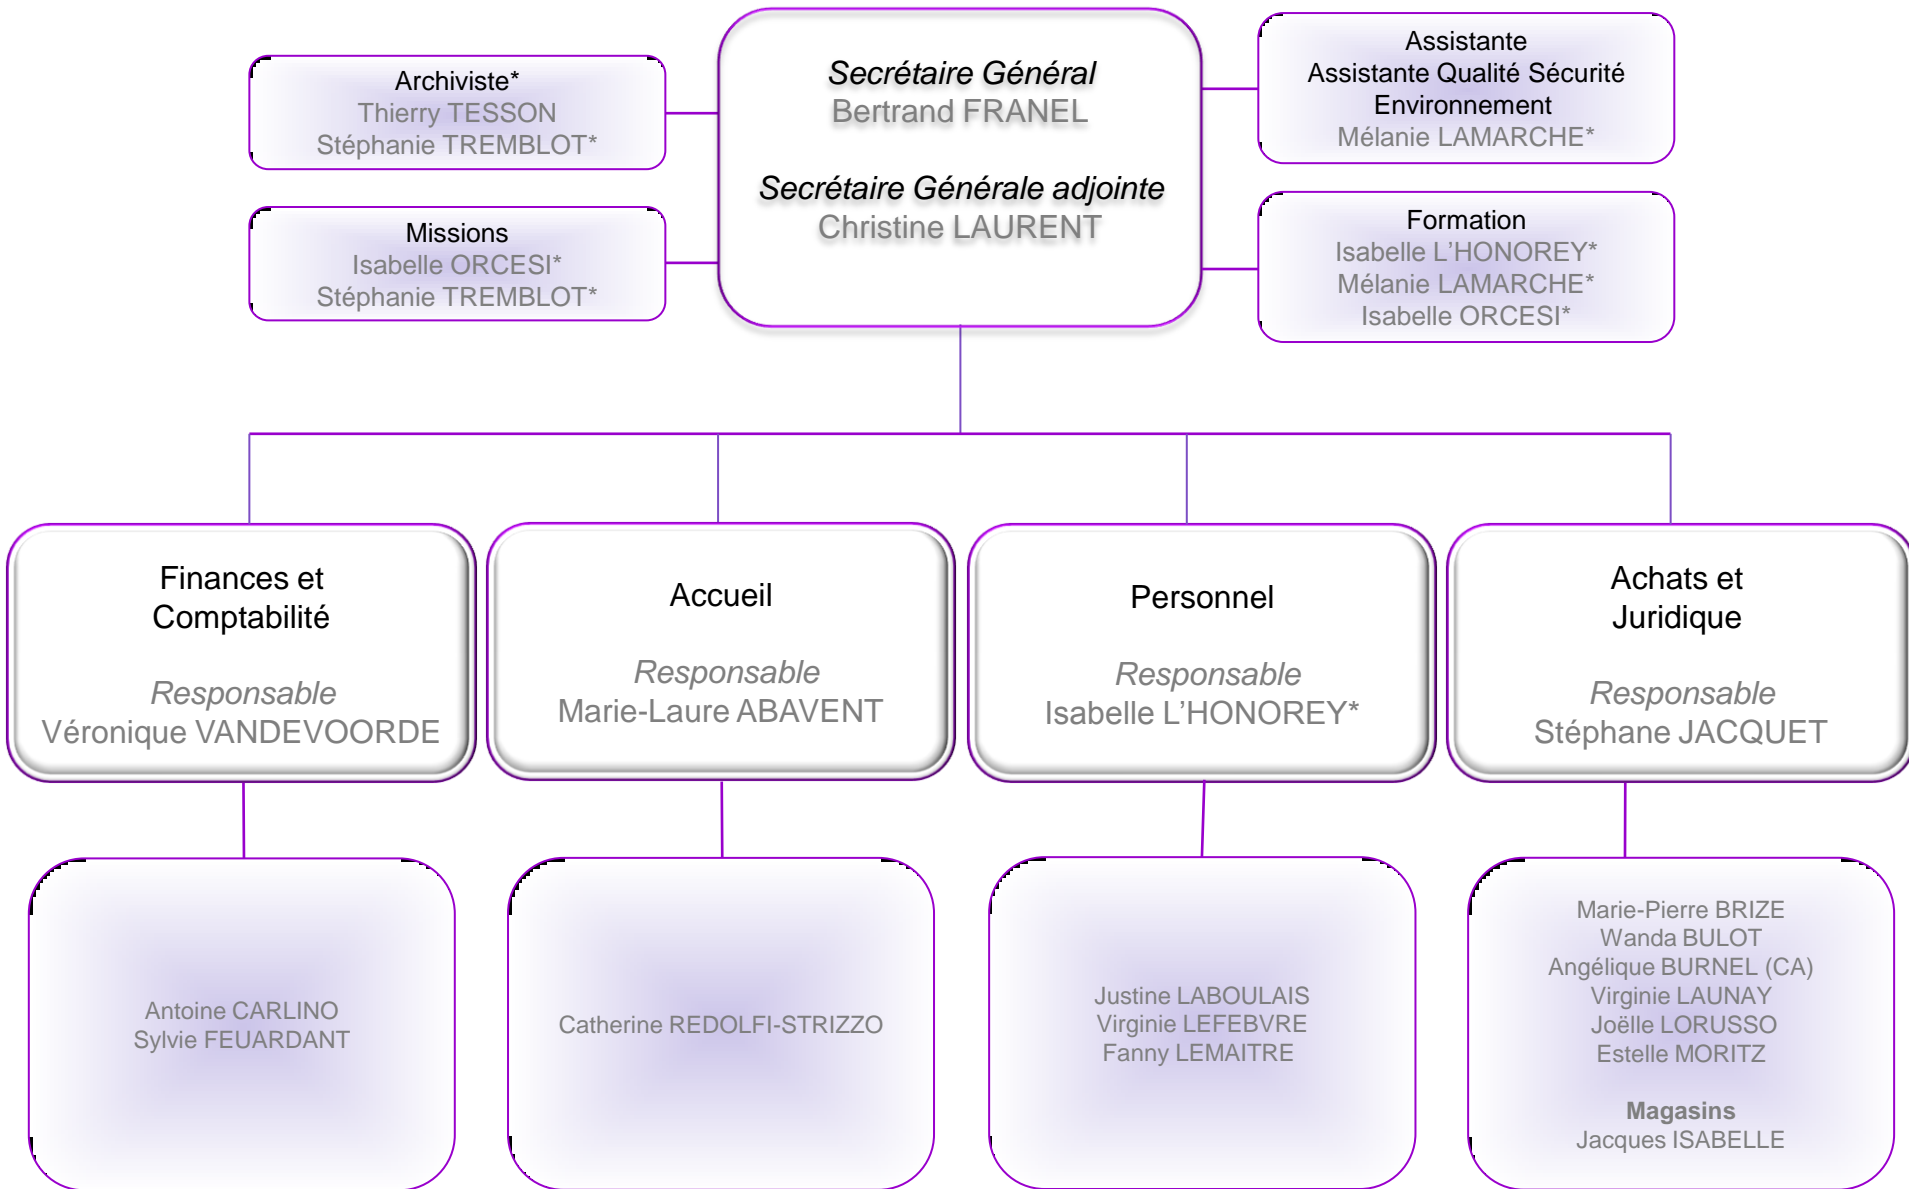 Archiviste*
Thierry TESSON
Stéphanie TREMBLOT*
Missions
Isabelle ORCESI*
Stéphanie TREMBLOT*
Secrétaire Général
Bertrand FRANEL
Secrétaire Générale adjointe
Christine LAURENT
Assistante
Assistante Qualité Sécurité
Environnement
Mélanie LAMARCHE*
Formation
Isabelle L’HONOREY*
Mélanie LAMARCHE*
Isabelle ORCESI*
Finances et
Comptabilité
Responsable
Véronique VANDEVOORDE
Accueil
Responsable
Marie-Laure ABAVENT
Personnel
Responsable
Isabelle L’HONOREY*
Achats et
Juridique
Responsable
Stéphane JACQUET
Antoine CARLINO
Sylvie FEUARDANT
Catherine REDOLFI-STRIZZO
Justine LABOULAIS
Virginie LEFEBVRE
Fanny LEMAITRE
Marie-Pierre BRIZE
Wanda BULOT
Angélique BURNEL (CA)
Virginie LAUNAY
Joëlle LORUSSO
Estelle MORITZ
Magasins
Jacques ISABELLE